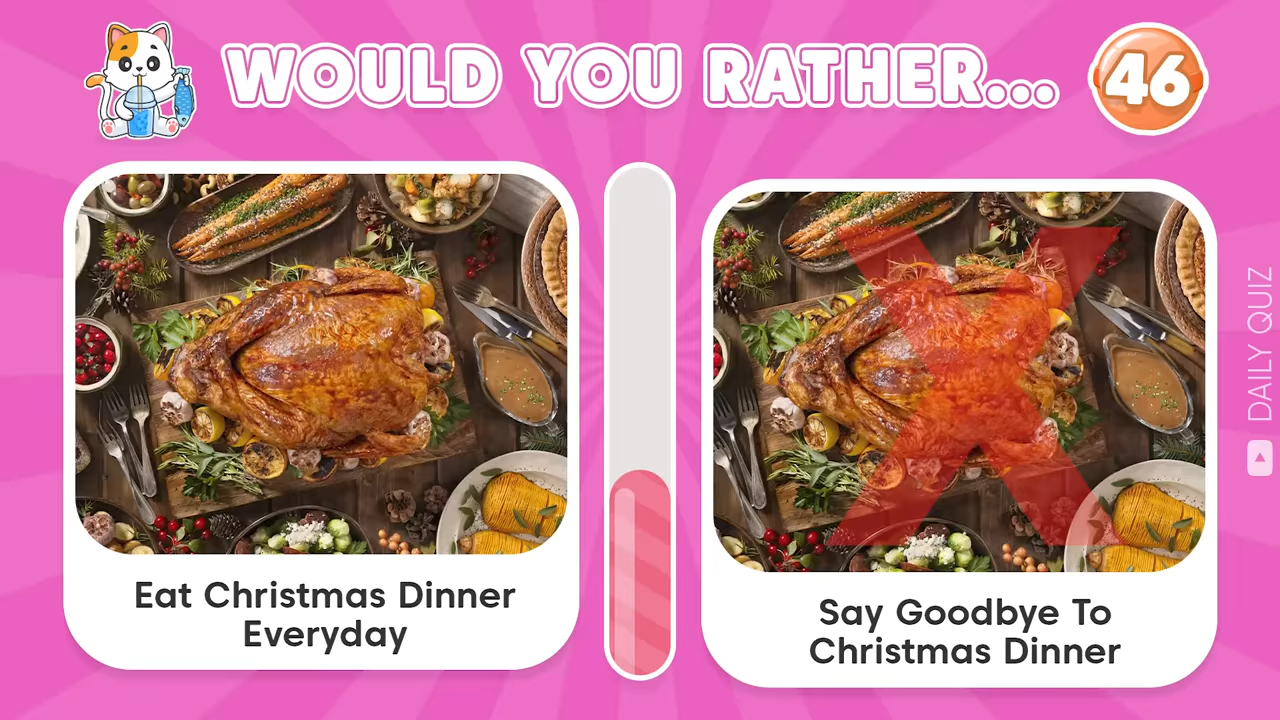 WOULD YOU RATHER...
46
Eat Christmas Dinner
Everyday
Say Goodbye To
Christmas Dinner
DAILY QUIZ